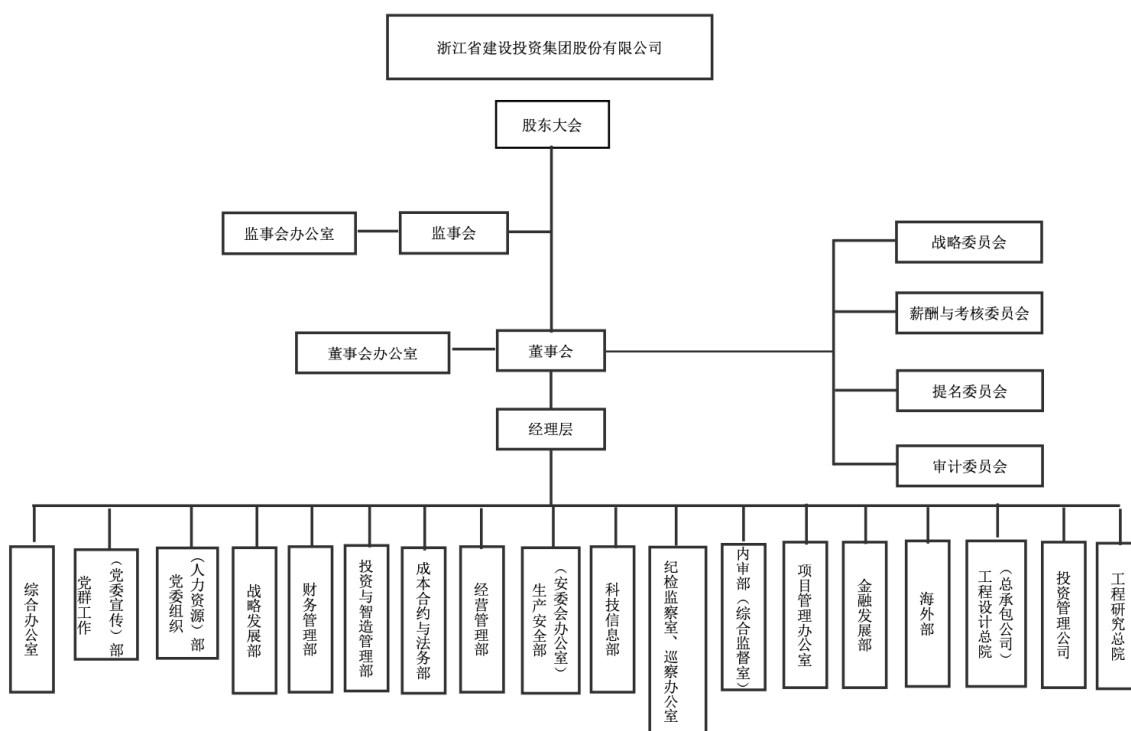 浙江省建设投资集团股份有限公司
股东大会
监事会办公室
监事会
战略委员会
薪酬与考核委员会
董事会办公室
董事会
提名委员会
经理层
审计委员会
综合办公室
党群工作
（党委宣传）部
党委组织
（人力资源）部
战略发展部
财务管理部
投资与智造管理部
成本合约与法务部
经营管理部
生产安全部
（安委会办公室）
科技信息部
纪检监察室、巡察办公室
内审部（综合监督室）
项目管理办公室
金融发展部
海外部
工程设计总院
（总承包公司）
投资管理公司
工程研究总院